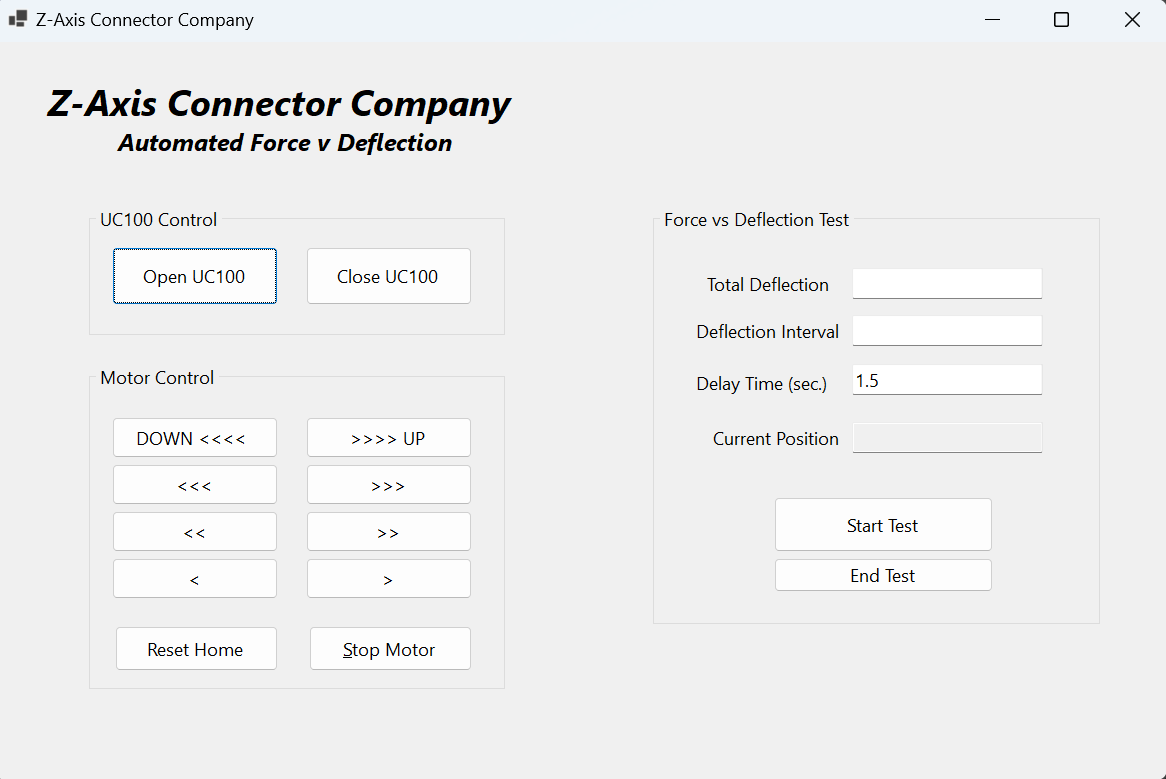 Z-Axis Connector Company
Z-Axis Connector Company
Automated Force v Deflection
UC100 Control
Open UC100
Close UC100
Motor Control
DOWN <<<<
>>>> UP
<<<
>>>
<<
>>
<
>
Reset Home
Stop Motor
Force vs Deflection Test
Total Deflection
Deflection Interval
Delay Time (sec.) 1.5
Current Position
Start Test
End Test